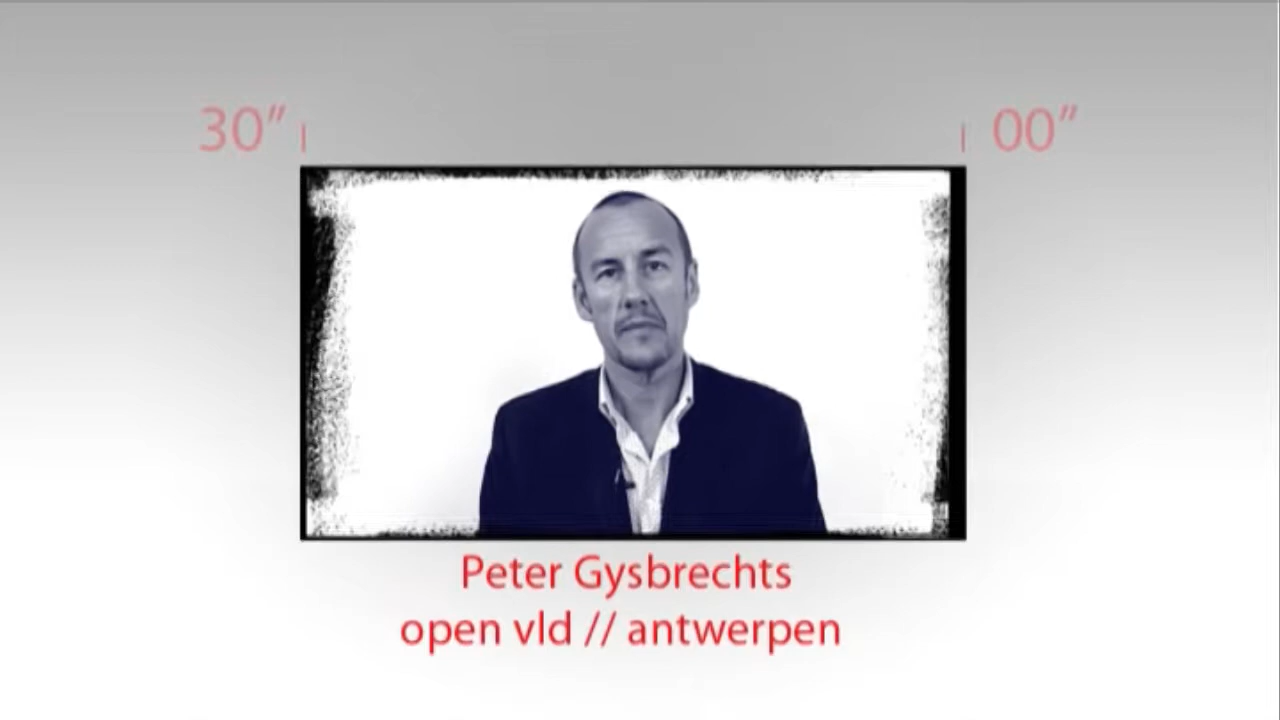 30”
00”
Peter Gysbrechts
open vld // antwerpen